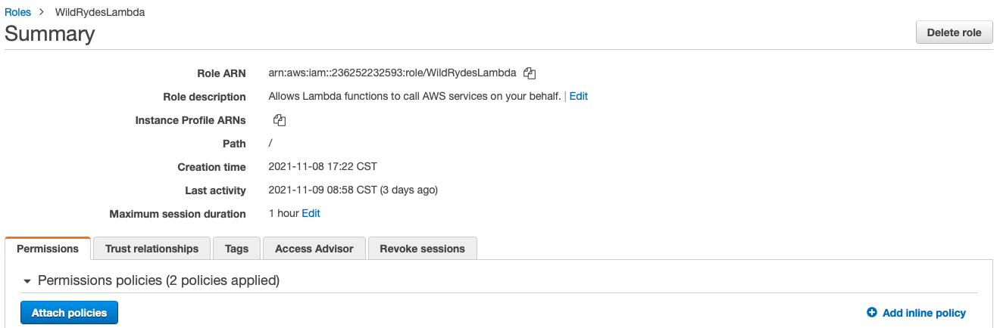 Roles > WildRydesLambda
Summary
Delete role
Role ARN arn:aws:iam::236252232593:role/WildRydesLambda
Role description Allows Lambda functions to call AWS services on your behalf. | Edit
Instance Profile ARNs
Path /
Creation time 2021-11-08 17:22 CST
Last activity 2021-11-09 08:58 CST (3 days ago)
Maximum session duration 1 hour Edit
Permissions Trust relationships Tags Access Advisor Revoke sessions
Permissions policies (2 policies applied)
Attach policies Add inline policy